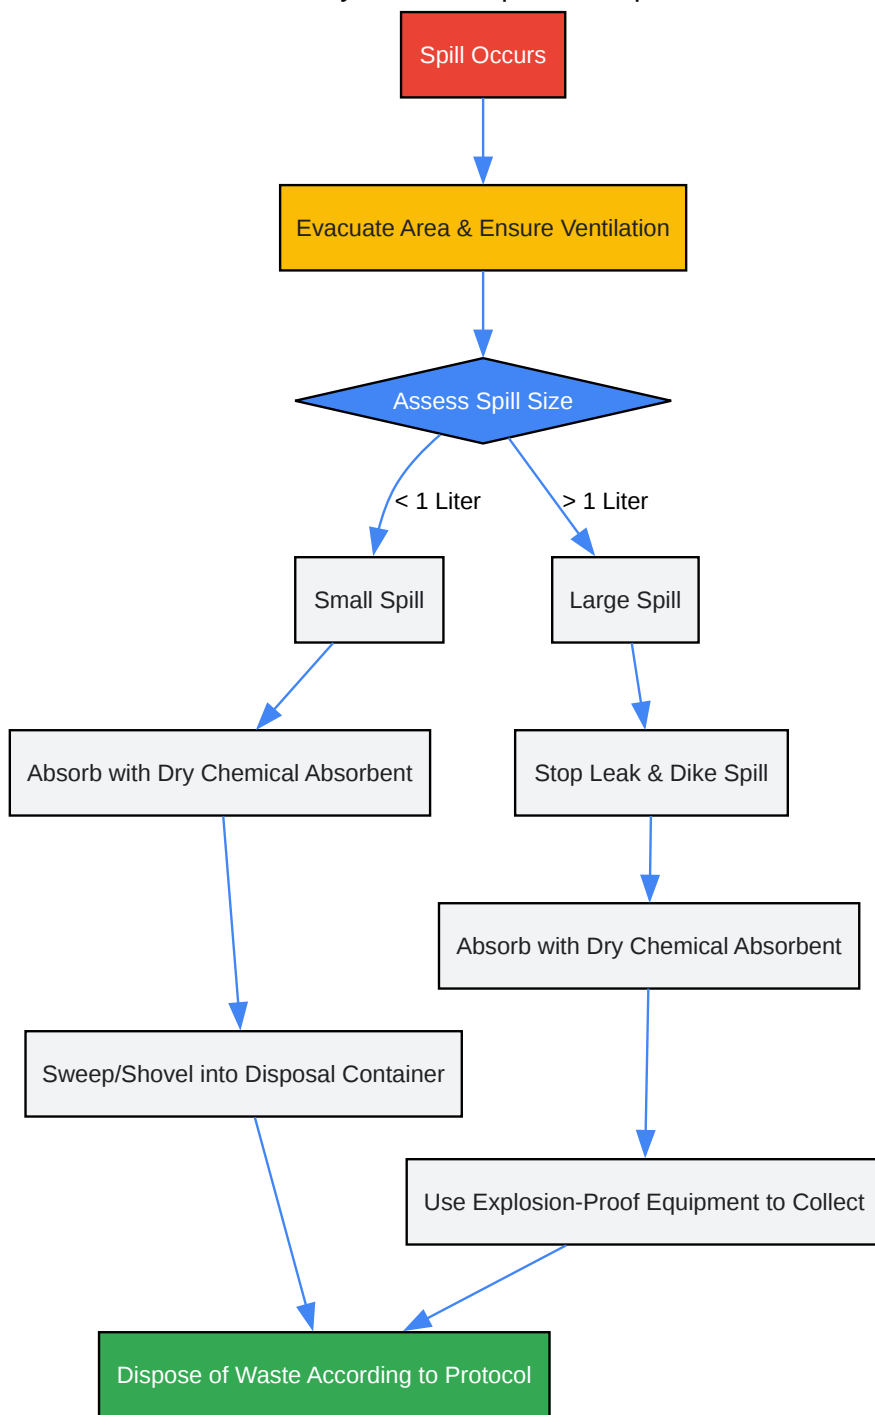 Spill Occurs
Evacuate Area & Ensure Ventilation
Assess Spill Size
< 1 Liter
> 1 Liter
Small Spill
Large Spill
Absorb with Dry Chemical Absorbent
Stop Leak & Dike Spill
Absorb with Dry Chemical Absorbent
Sweep/Shovel into Disposal Container
Use Explosion-Proof Equipment to Collect
Dispose of Waste According to Protocol